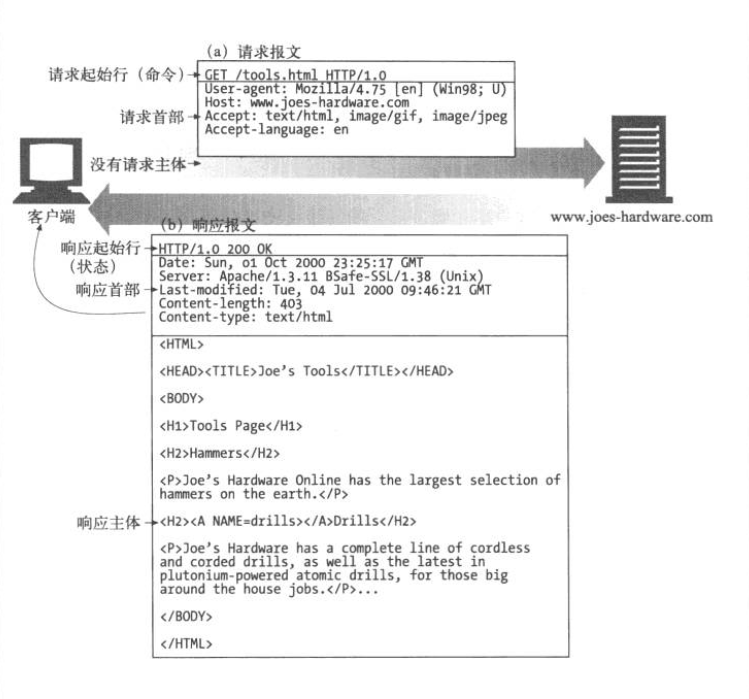 (a) 请求报文
请求起始行（命令）
GET /tools.html HTTP/1.0
User-agent: Mozilla/4.75 [en] (Win98; U)
Host: www.joes-hardware.com
请求首部
Accept: text/html, image/gif, image/jpeg
Accept-language: en
没有请求主体
客户端
www.joes-hardware.com
(b) 响应报文
响应起始行
（状态）
HTTP/1.0 200 OK
Date: Sun, 01 Oct 2000 23:25:17 GMT
Server: Apache/1.3.11 BSafe-SSL/1.38 (Unix)
响应首部
Last-modified: Tue, 04 Jul 2000 09:46:21 GMT
Content-length: 403
Content-type: text/html
<HTML>
<HEAD><TITLE>Joe's Tools</TITLE></HEAD>
<BODY>
<H1>Tools Page</H1>
<H2>Hammers</H2>
<P>Joe's Hardware Online has the largest selection of
hammers on the earth.</P>
响应主体
<H2><A NAME=drills></A>Drills</H2>
<P>Joe's Hardware has a complete line of cordless
and corded drills, as well as the latest in
plutonium-powered atomic drills, for those big
around the house jobs.</P>...
</BODY>
</HTML>